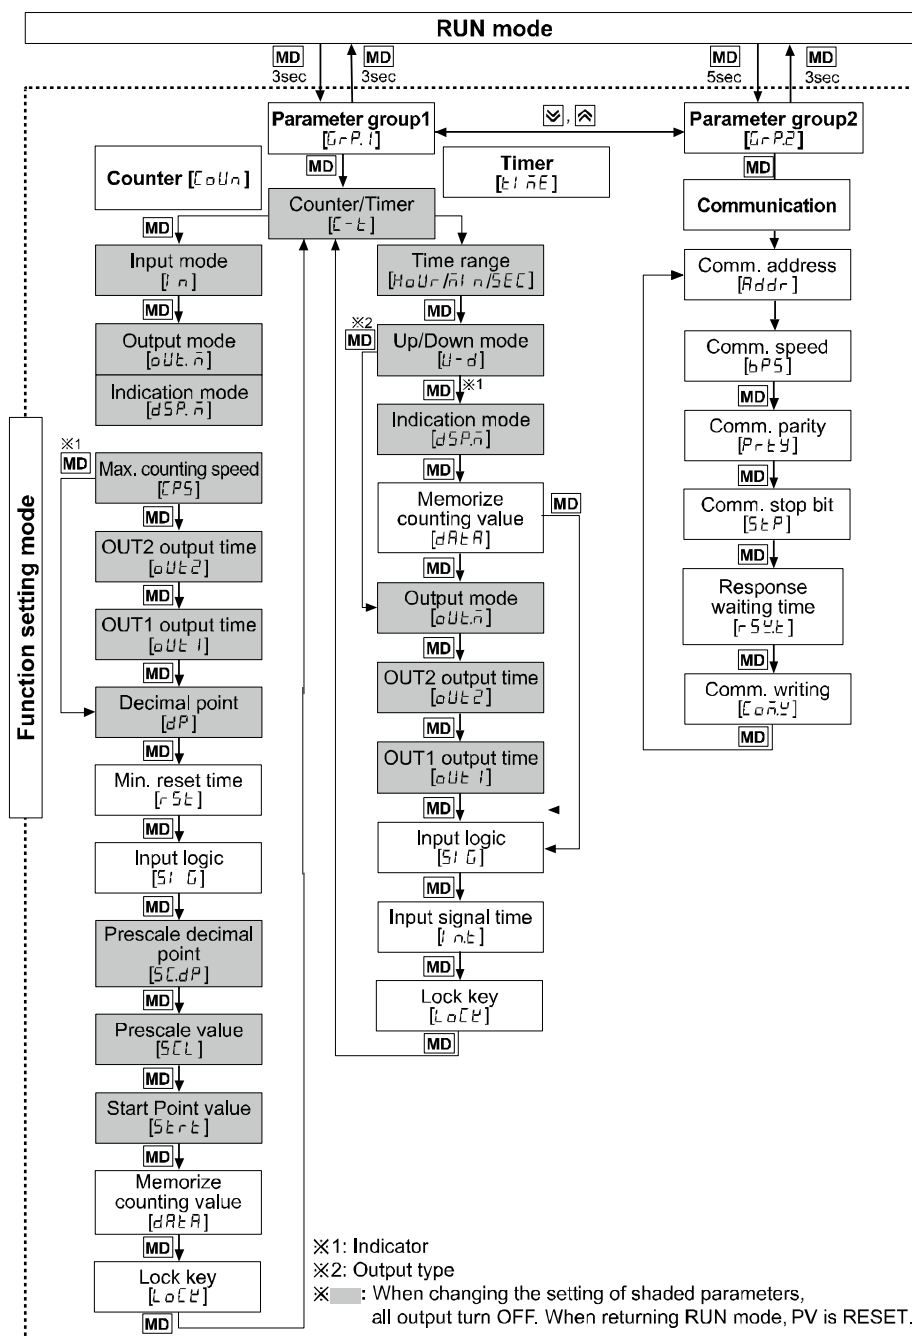 RUN mode
MD
3sec
MD
3sec
MD
5sec
MD
3sec
Function setting mode
Parameter group1
[GrP.1]
,
Parameter group2
[GrP.2]
MD
Counter [CoUn]
Timer
[tImE]
Counter/Timer
[C-t]
MD
Input mode
[In]
MD
Output mode
[oUt.m]
Indication mode
[dSP.m]
※1
MD
Max. counting speed
[CPS]
MD
OUT2 output time
[oUt2]
MD
OUT1 output time
[oUt1]
MD
Decimal point
[dP]
MD
Min. reset time
[rSt]
MD
Input logic
[SIG]
MD
Prescale decimal
point
[SC.dP]
MD
Prescale value
[SCL]
MD
Start Point value
[Strt]
MD
Memorize
counting value
[dAtA]
MD
Lock key
[LoCK]
MD
MD
Time range
[HoUr/mIn/SEC]
MD
※2
MD
Up/Down mode
[U-d]
MD ※1
Indication mode
[dSP.m]
MD
Memorize
counting value
[dAtA]
MD
MD
Output mode
[oUt.m]
MD
OUT2 output time
[oUt2]
MD
OUT1 output time
[oUt1]
MD
Input logic
[SIG]
MD
Input signal time
[In.t]
MD
Lock key
[LoCK]
MD
MD
Communication
Comm. address
[Addr]
Comm. speed
[bPS]
MD
Comm. parity
[PrtY]
MD
Comm. stop bit
[StP]
MD
Response
waiting time
[rSW.t]
MD
Comm. writing
[Com.W]
MD
※1: Indicator
※2: Output type
※ : When changing the setting of shaded parameters,
all output turn OFF. When returning RUN mode, PV is RESET.